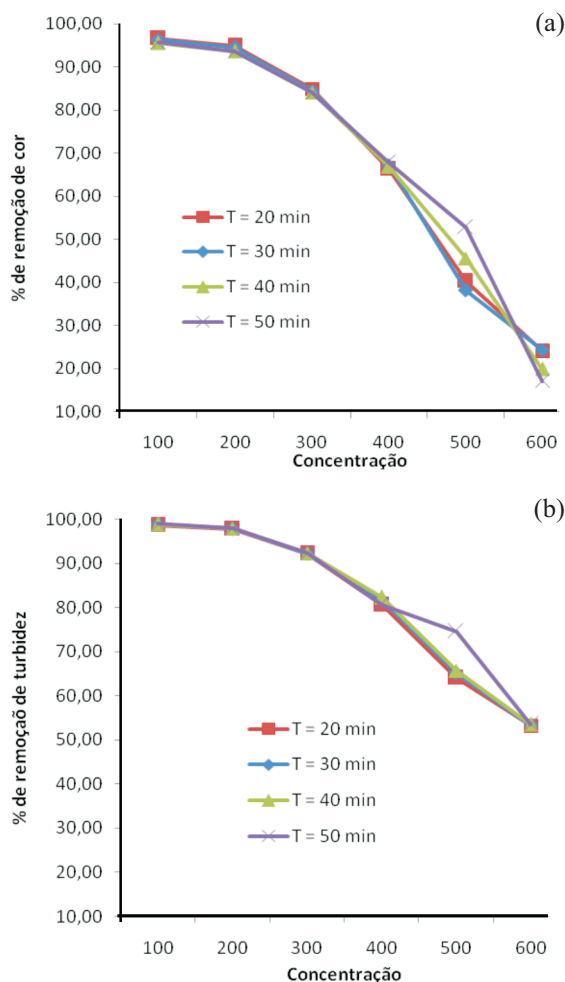 (a)
% de remoção de cor
100,00
90,00
80,00
70,00
60,00
50,00
40,00
30,00
20,00
10,00
T = 20 min
T = 30 min
T = 40 min
T = 50 min
100 200 300 400 500 600
Concentração
(b)
% de remoçaõ de turbidez
100,00
90,00
80,00
70,00
60,00
50,00
40,00
30,00
20,00
10,00
T = 20 min
T = 30 min
T = 40 min
T = 50 min
100 200 300 400 500 600
Concentração